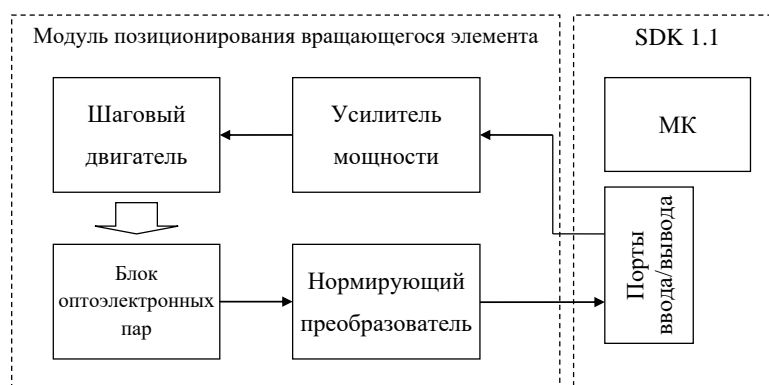 Модуль позиционирования вращающегося элемента
SDK 1.1
Шаговый
двигатель
Усилитель
мощности
МК
Порты
ввода/вывода
Блок
оптоэлектронных
пар
Нормирующий
преобразователь